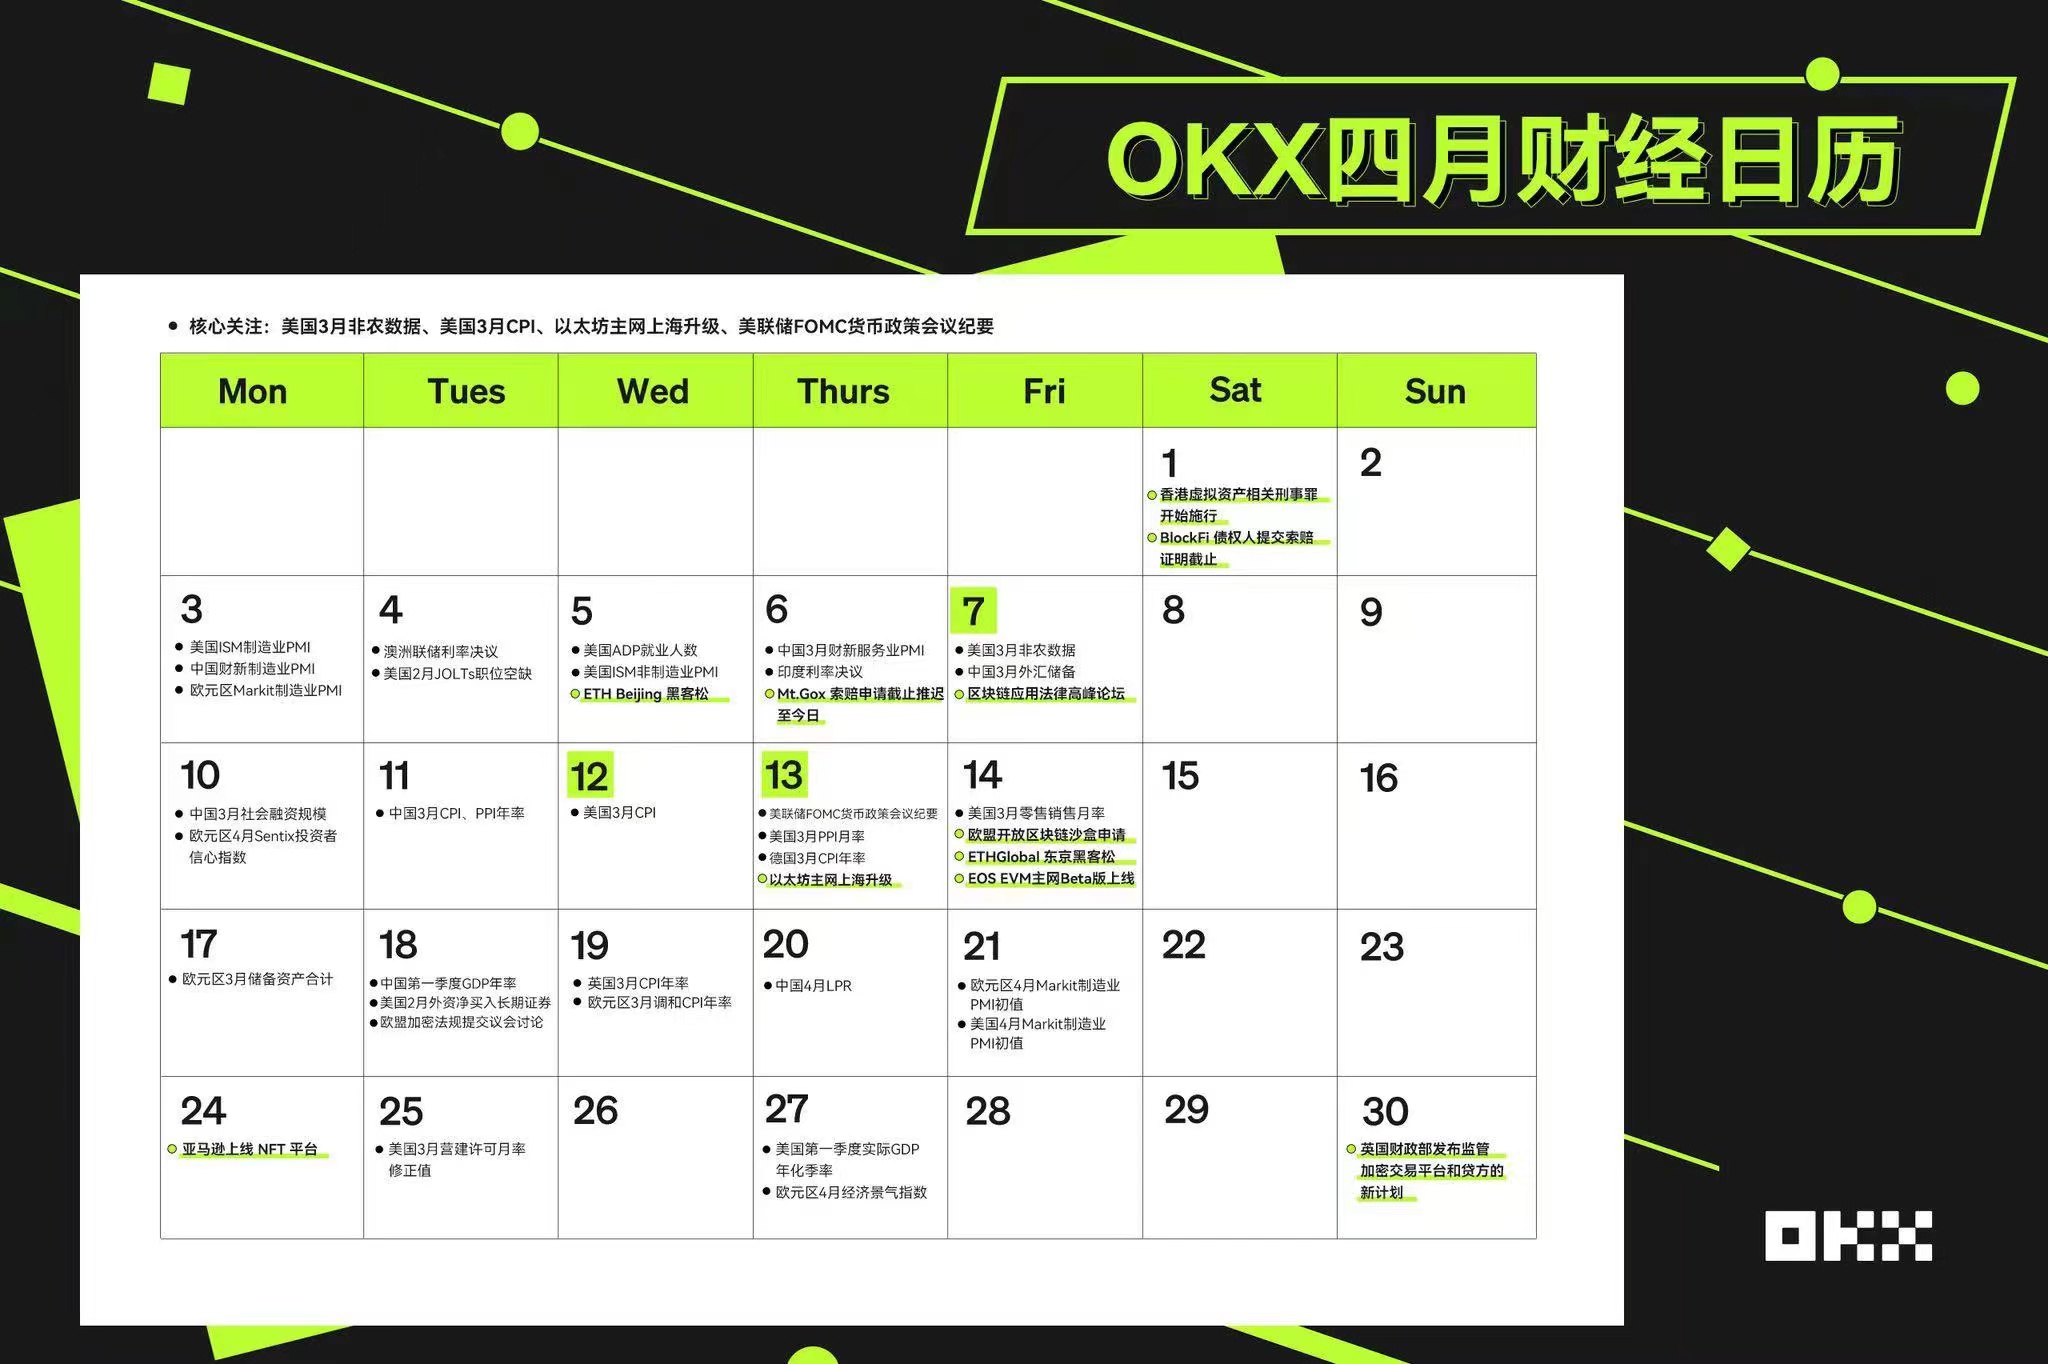 OKX四月财经日历
核心关注：美国3月非农数据、美国3月CPI、以太坊主网上海升级、美联储FOMC货币政策会议纪要
Mon Tues Wed Thurs Fri Sat Sun
1
香港虚拟资产相关刑事罪
开始施行
BlockFi 债权人提交索赔
证明截止
2
3
美国ISM制造业PMI
中国财新制造业PMI
欧元区Markit制造业PMI
4
澳洲联储利率决议
美国2月JOLTs职位空缺
5
美国ADP就业人数
美国ISM非制造业PMI
ETH Beijing 黑客松
6
中国3月财新服务业PMI
印度利率决议
Mt.Gox 索赔申请截止推迟
至今日
7
美国3月非农数据
中国3月外汇储备
区块链应用法律高峰论坛
8
9
10
中国3月社会融资规模
欧元区4月Sentix投资者
信心指数
11
中国3月CPI、PPI年率
12
美国3月CPI
13
美联储FOMC货币政策会议纪要
美国3月PPI月率
德国3月CPI年率
以太坊主网上海升级
14
美国3月零售销售月率
欧盟开放区块链沙盒申请
ETHGlobal 东京黑客松
EOS EVM主网Beta版上线
15
16
17
欧元区3月储备资产合计
18
中国第一季度GDP年率
美国2月外资净买入长期证券
欧盟加密法规提交议会讨论
19
英国3月CPI年率
欧元区3月调和CPI年率
20
中国4月LPR
21
欧元区4月Markit制造业
PMI初值
美国4月Markit制造业
PMI初值
22
23
24
亚马逊上线 NFT 平台
25
美国3月营建许可月率
修正值
26
27
美国第一季度实际GDP
年化季率
欧元区4月经济景气指数
28
29
30
英国财政部发布监管
加密交易平台和贷方的
新计划
OKX